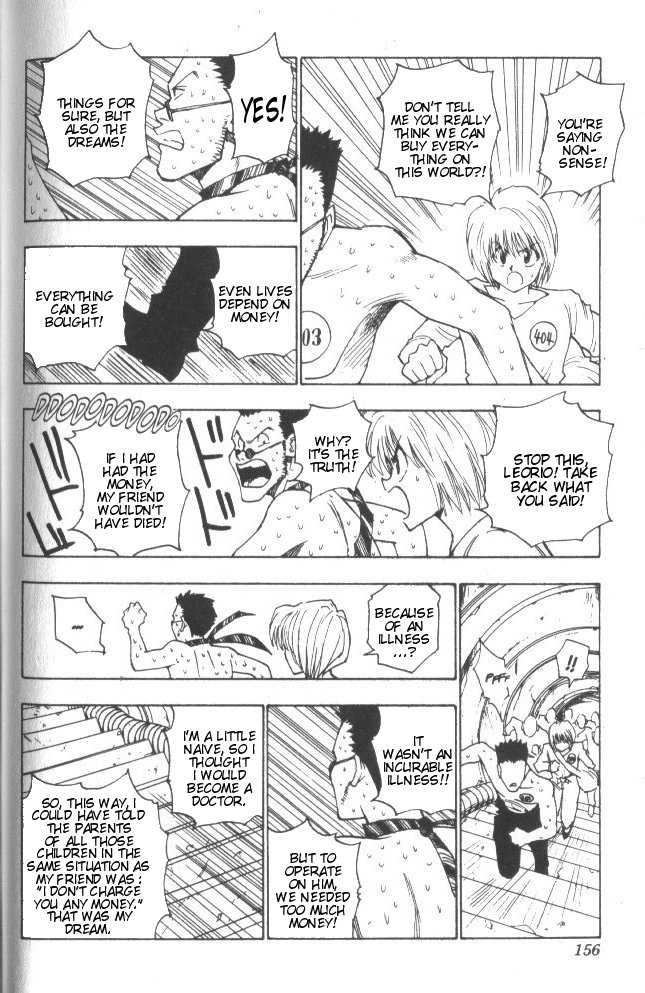 YOU'RE
SAYING
NON-
SENSE!
DON'T TELL
ME YOU REALLY
THINK WE CAN
BUY EVERY-
THING ON
THIS WORLD?!
404
03
YES!
THINGS FOR
SURE, BUT
ALSO THE
DREAMS!
EVEN LIVES
DEPEND ON
MONEY!
EVERYTHING
CAN BE
BOUGHT!
STOP THIS,
LEORIO! TAKE
BACK WHAT
YOU SAID!
WHY?
IT'S THE
TRUTH!
IF I HAD
HAD THE
MONEY,
MY FRIEND
WOULDN'T
HAVE DIED!
DDODODODODO
ドド
ドド
BECAUSE
OF AN
ILLNESS
...?
!!
PFFF
IT
WASN'T AN
INCURABLE
ILLNESS!!
BUT TO
OPERATE
ON HIM,
WE NEEDED
TOO MUCH
MONEY!
I'M A LITTLE
NAIVE, SO I
THOUGHT
I WOULD
BECOME A
DOCTOR.
SO, THIS WAY, I
COULD HAVE TOLD
THE PARENTS
OF ALL THOSE
CHILDREN IN THE
SAME SITUATION AS
MY FRIEND WAS :
"I DON'T CHARGE
YOU ANY MONEY."
THAT WAS MY
DREAM.
156